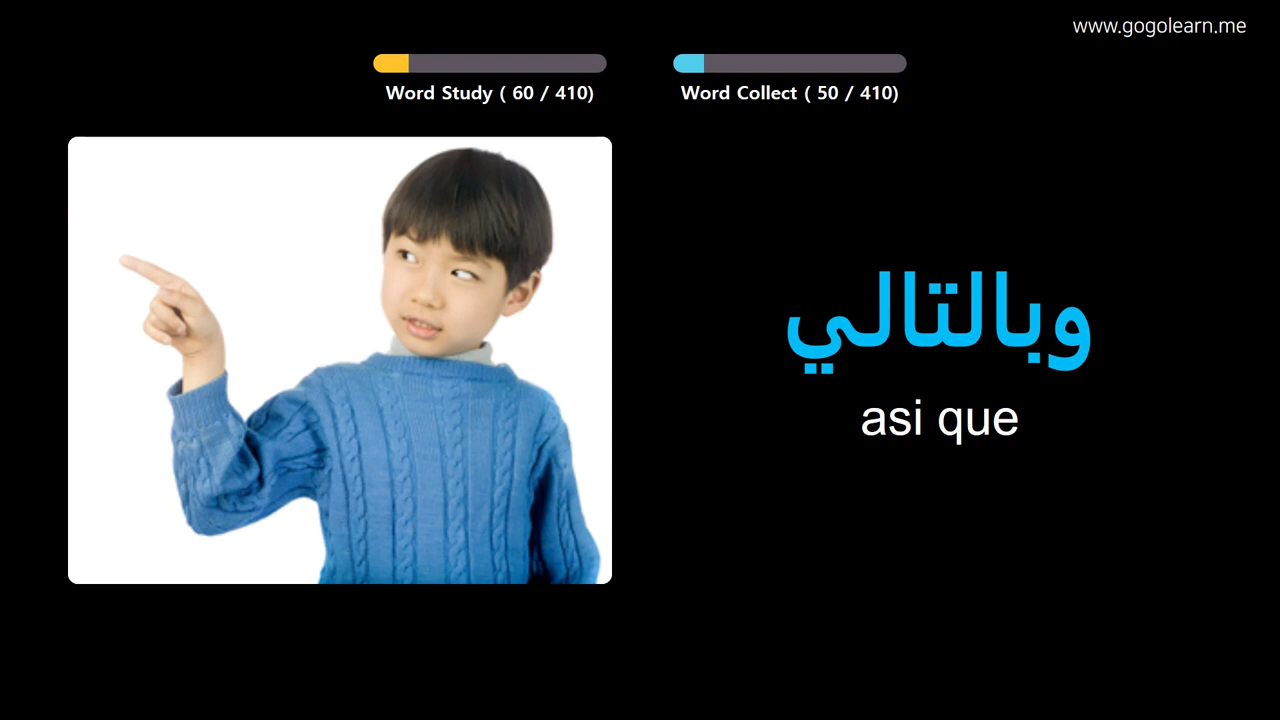 www.gogolearn.me
Word Study ( 60 / 410)
Word Collect ( 50 / 410)
وبالتالي
asi que